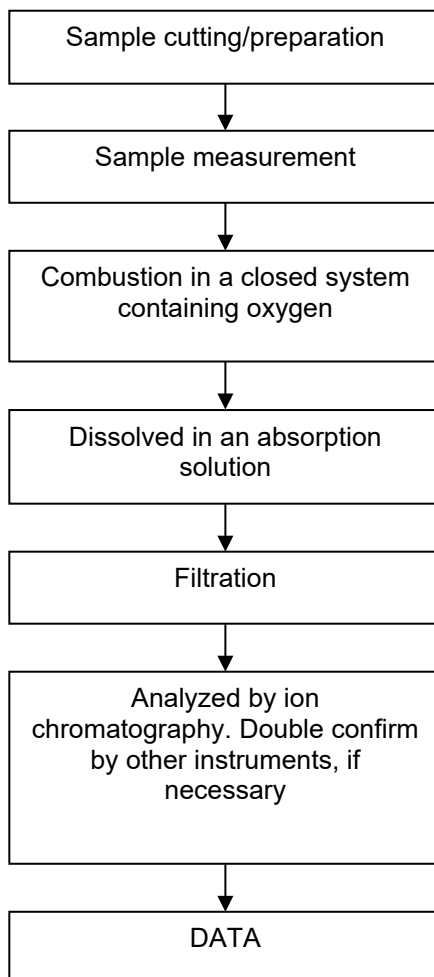 Sample cutting/preparation
Sample measurement
Combustion in a closed system
containing oxygen
Dissolved in an absorption
solution
Filtration
Analyzed by ion
chromatography. Double confirm
by other instruments, if
necessary
DATA